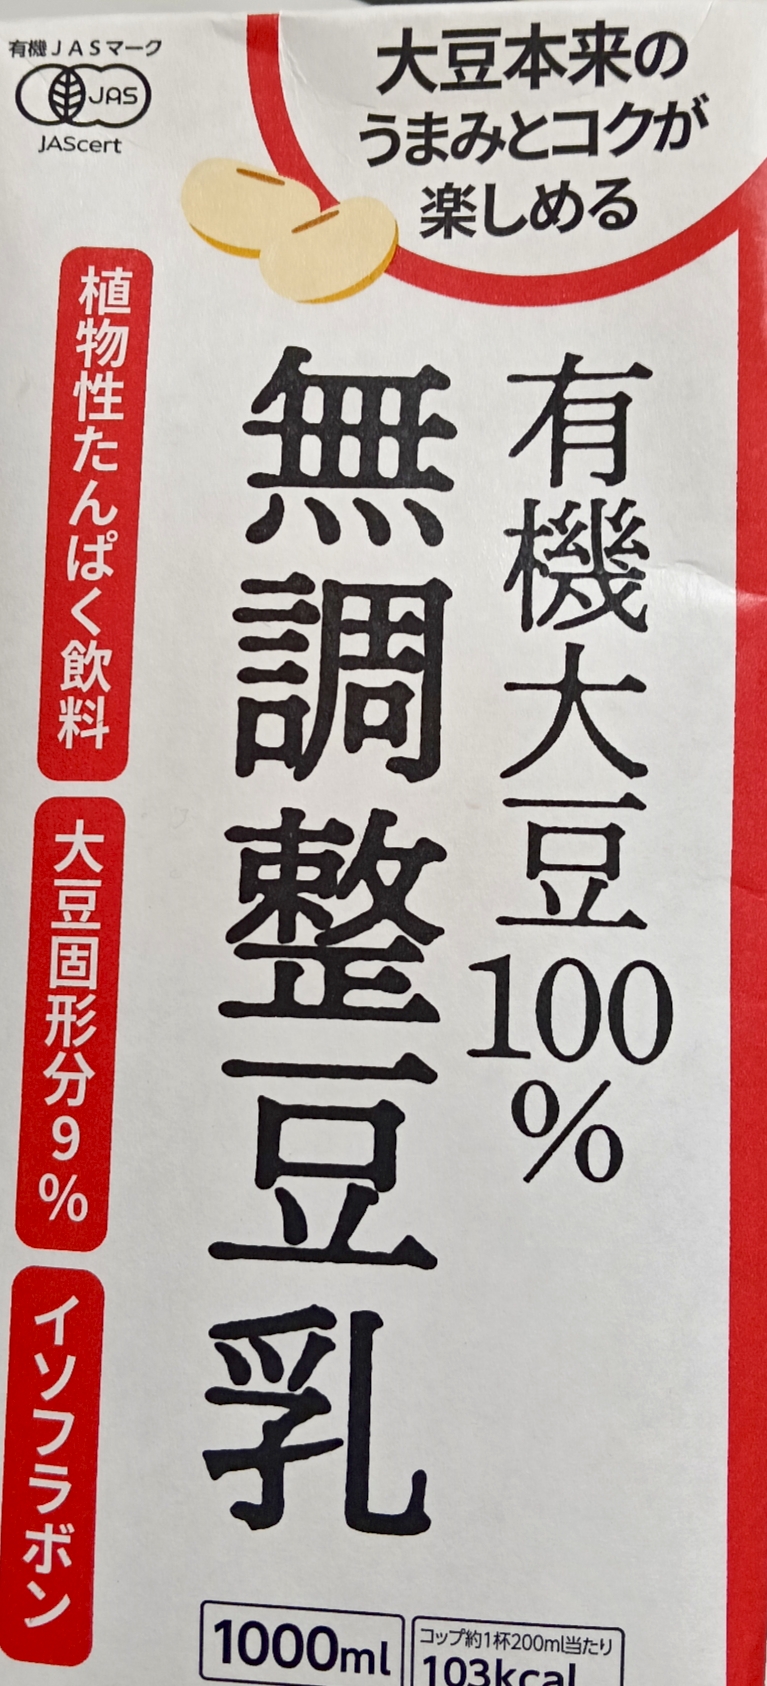 有機JASマーク
JAS
JAScert
大豆本来の
うまみとコクが
楽しめる
有機大豆100%
無調整豆乳
植物性たんぱく飲料
大豆固形分9%
イソフラボン
1000ml
コップ約1杯200ml当たり
103kcal